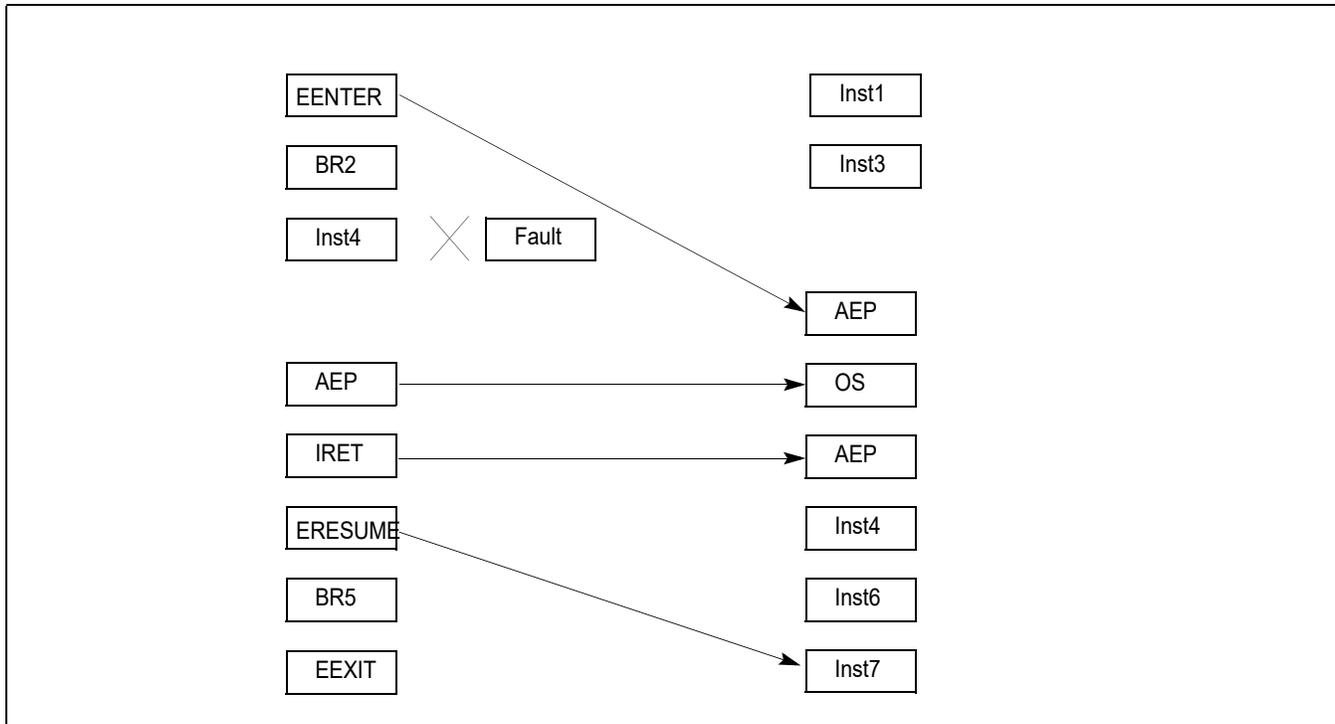 EENTER Inst1
BR2 Inst3
Inst4 Fault
AEP
AEP OS
IRET AEP
ERESUME Inst4
BR5 Inst6
EEXIT Inst7